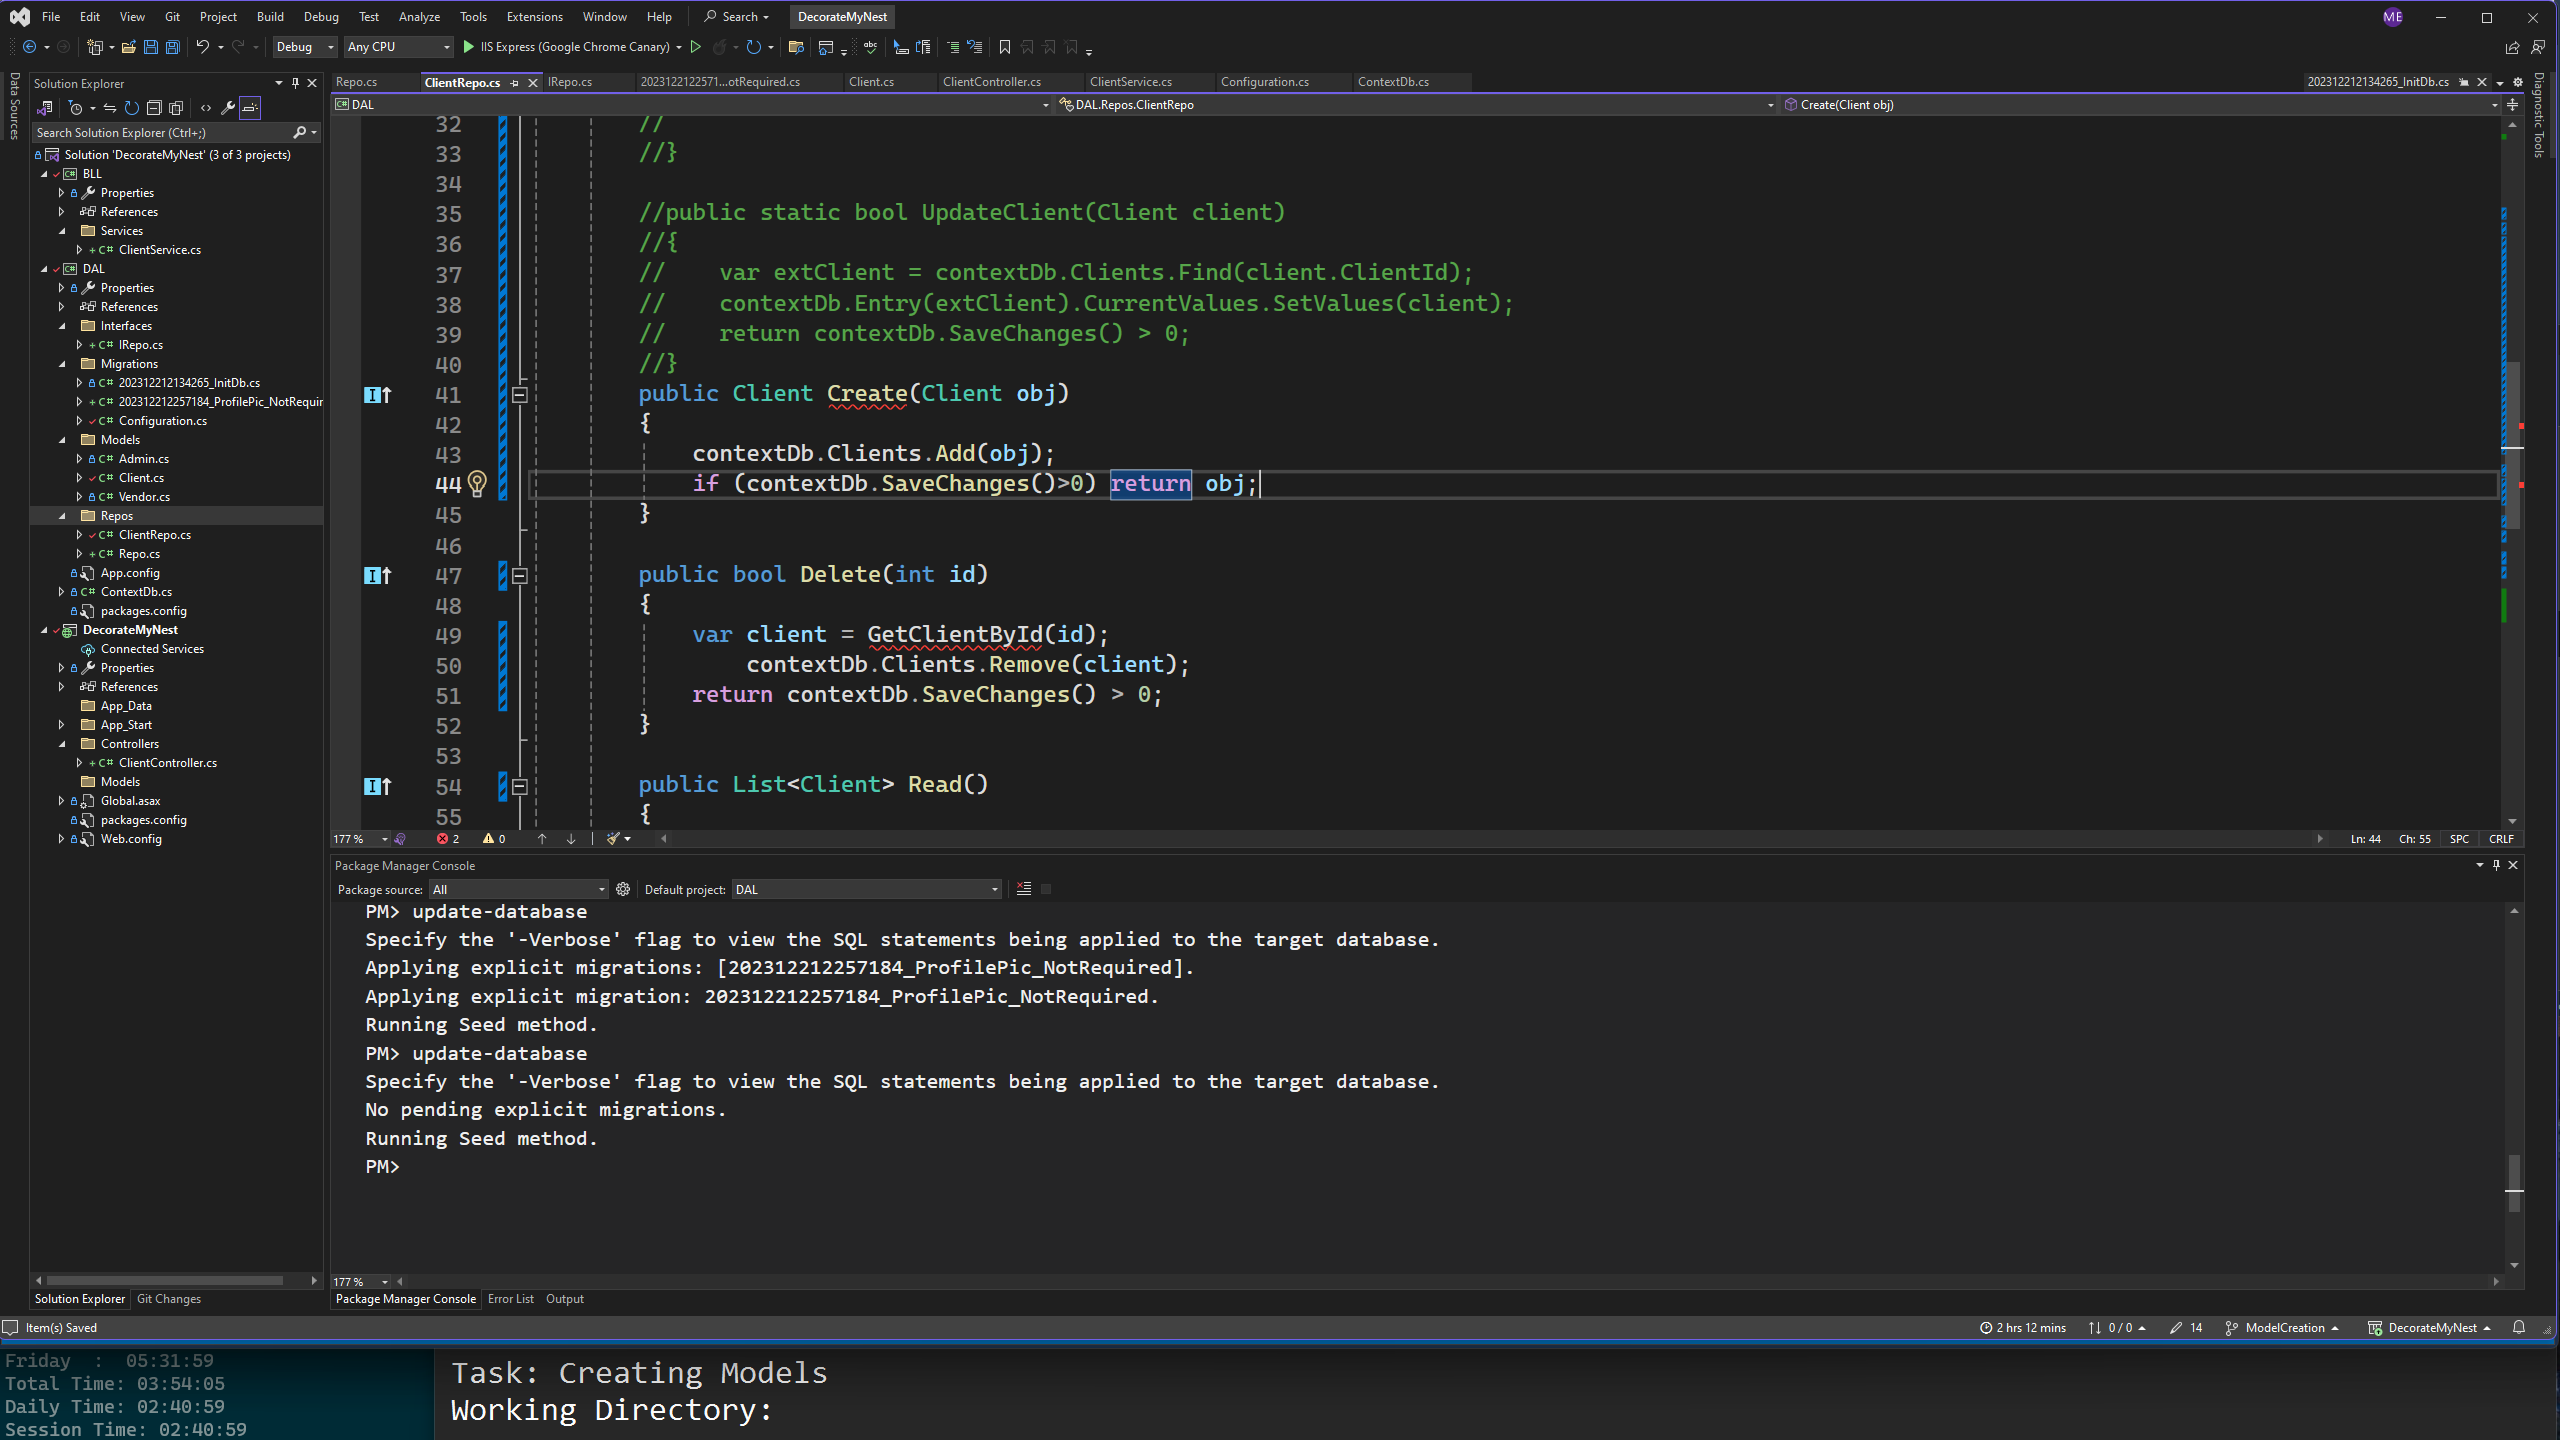 File Edit View Git Project Build Debug Test Analyze Tools Extensions Window Help Search DecorateMyNest ME
Debug Any CPU IIS Express (Google Chrome Canary)
Data Sources
Solution Explorer
Search Solution Explorer (Ctrl+;)
Solution 'DecorateMyNest' (3 of 3 projects)
BLL
Properties
References
Services
C# ClientService.cs
DAL
Properties
References
Interfaces
C# IRepo.cs
Migrations
C# 202312212134265_InitDb.cs
C# 202312212257184_ProfilePic_NotRequir
C# Configuration.cs
Models
C# Admin.cs
C# Client.cs
C# Vendor.cs
Repos
C# ClientRepo.cs
C# Repo.cs
App.config
C# ContextDb.cs
packages.config
DecorateMyNest
Connected Services
Properties
References
App_Data
App_Start
Controllers
C# ClientController.cs
Models
Global.asax
packages.config
Web.config
Solution Explorer Git Changes
Repo.cs ClientRepo.cs IRepo.cs 2023122122571...otRequired.cs Client.cs ClientController.cs ClientService.cs Configuration.cs ContextDb.cs 202312212134265_InitDb.cs
DAL DAL.Repos.ClientRepo Create(Client obj)
Diagnostic Tools
32 //
33 //}
34
35 //public static bool UpdateClient(Client client)
36 //{
37 //    var extClient = contextDb.Clients.Find(client.ClientId);
38 //    contextDb.Entry(extClient).CurrentValues.SetValues(client);
39 //    return contextDb.SaveChanges() > 0;
40 //}
41 public Client Create(Client obj)
42 {
43     contextDb.Clients.Add(obj);
44     if (contextDb.SaveChanges()>0) return obj;
45 }
46
47 public bool Delete(int id)
48 {
49     var client = GetClientById(id);
50         contextDb.Clients.Remove(client);
51     return contextDb.SaveChanges() > 0;
52 }
53
54 public List<Client> Read()
55 {
177 % 2 0 Ln: 44 Ch: 55 SPC CRLF
Package Manager Console
Package source: All Default project: DAL
PM> update-database
Specify the '-Verbose' flag to view the SQL statements being applied to the target database.
Applying explicit migrations: [202312212257184_ProfilePic_NotRequired].
Applying explicit migration: 202312212257184_ProfilePic_NotRequired.
Running Seed method.
PM> update-database
Specify the '-Verbose' flag to view the SQL statements being applied to the target database.
No pending explicit migrations.
Running Seed method.
PM>
177 %
Package Manager Console Error List Output
Item(s) Saved 2 hrs 12 mins 0 / 0 14 ModelCreation DecorateMyNest
Friday  :  05:31:59
Total Time: 03:54:05
Daily Time: 02:40:59
Session Time: 02:40:59
Task: Creating Models
Working Directory: